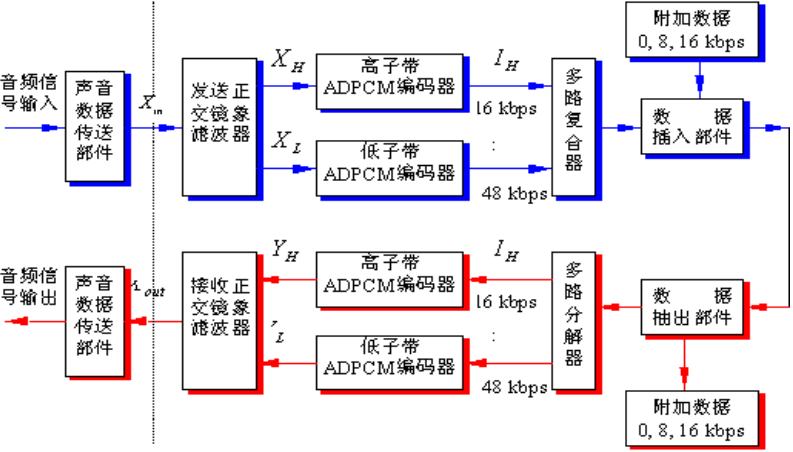 附加数据
0, 8, 16 kbps
音频信
号输入
声音
数据
传送
部件
X_in
发送正
交镜象
滤波器
X_H
高子带
ADPCM编码器
I_H
16 kbps
X_L
低子带
ADPCM编码器
48 kbps
多
路
复
合
器
数 据
插入部件
音频信
号输出
声音
数据
传送
部件
out
接收正
交镜象
滤波器
Y_H
高子带
ADPCM编码器
I_H
16 kbps
L
低子带
ADPCM编码器
48 kbps
多
路
分
解
器
数 据
抽出部件
附加数据
0, 8, 16 kbps